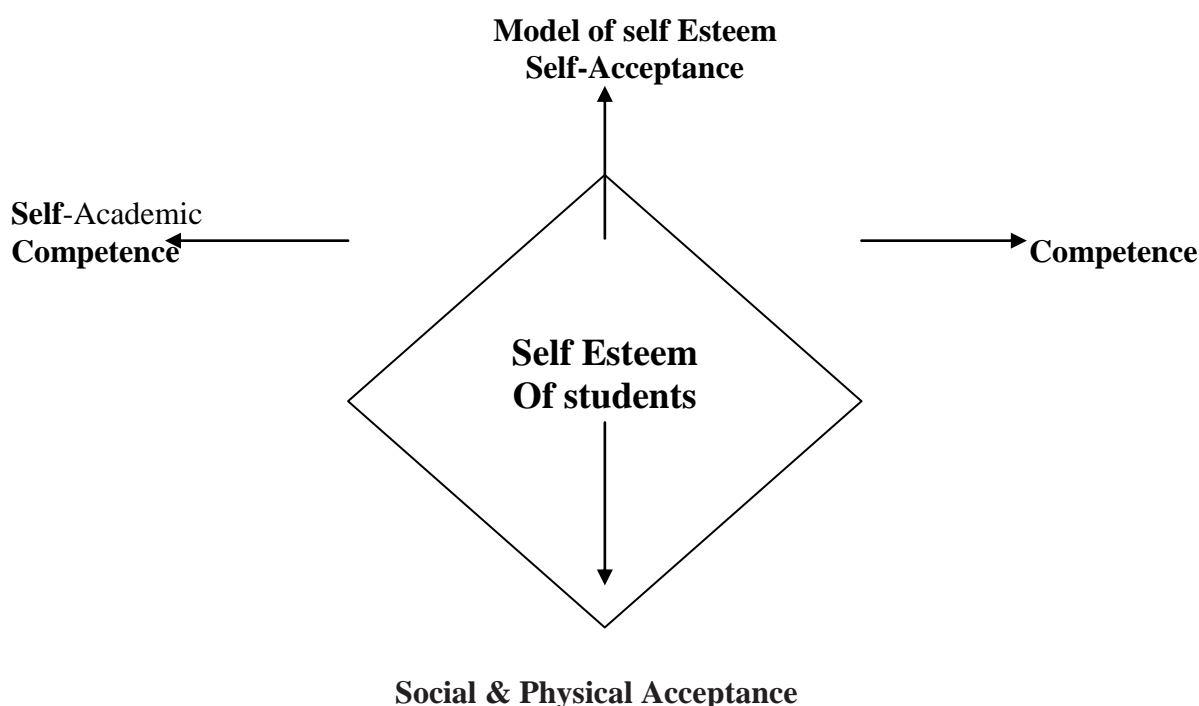 Model of self Esteem
Self-Acceptance
Self-Academic
Competence
Competence
Self Esteem
Of students
Social & Physical Acceptance